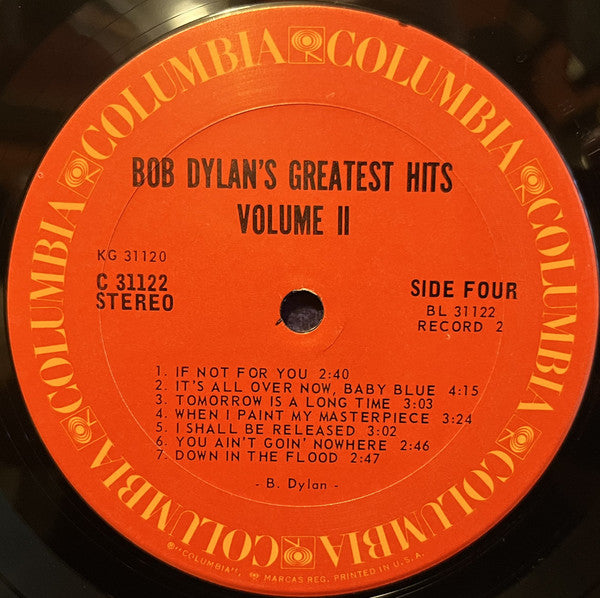 COLUMBIA COLUMBIA COLUMBIA COLUMBIA COLUMBIA COLUMBIA
BOB DYLAN'S GREATEST HITS
VOLUME II
KG 31120
C 31122
STEREO
SIDE FOUR
BL 31122
RECORD 2
1. IF NOT FOR YOU 2:40
2. IT'S ALL OVER NOW, BABY BLUE 4:15
3. TOMORROW IS A LONG TIME 3:03
4. WHEN I PAINT MY MASTERPIECE 3:24
5. I SHALL BE RELEASED 3:02
6. YOU AIN'T GOIN' NOWHERE 2:46
7. DOWN IN THE FLOOD 2:47
- B. Dylan -
®"COLUMBIA", MARCAS REG. PRINTED IN U.S.A.